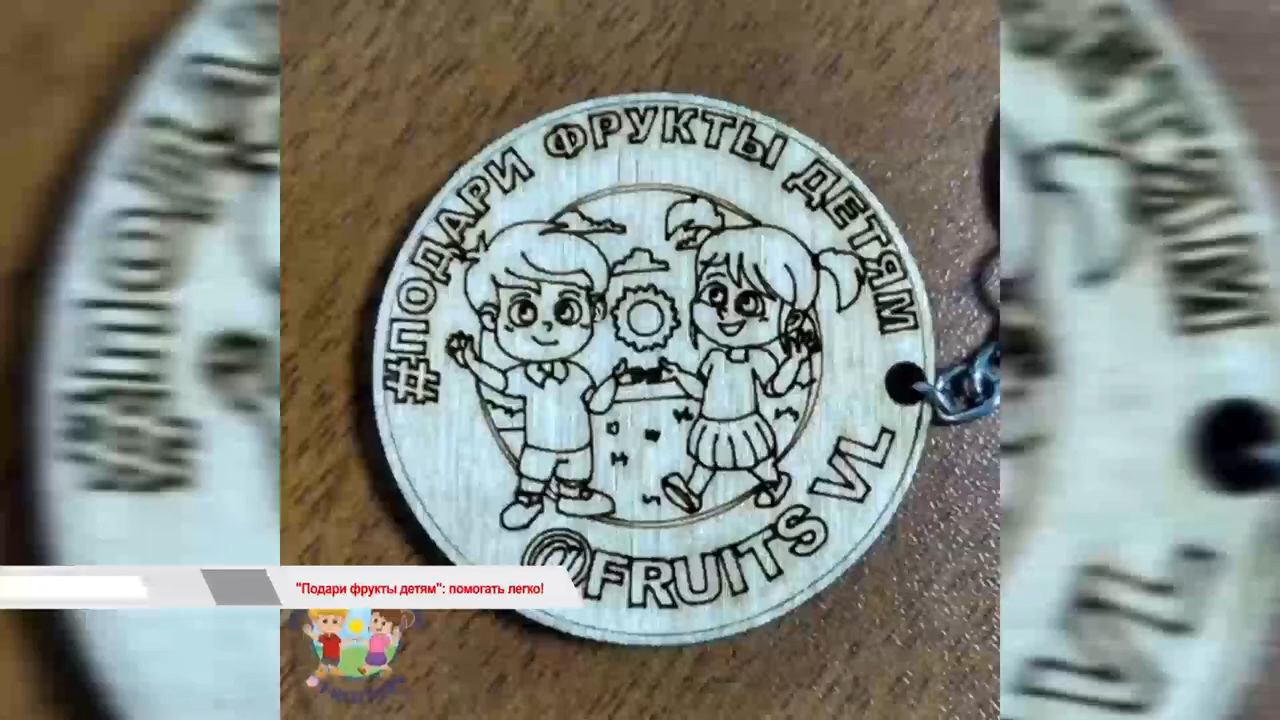 #ПОДАРИ ФРУКТЫ ДЕТЯМ
@FRUITS VL
"Подари фрукты детям": помогать легко!